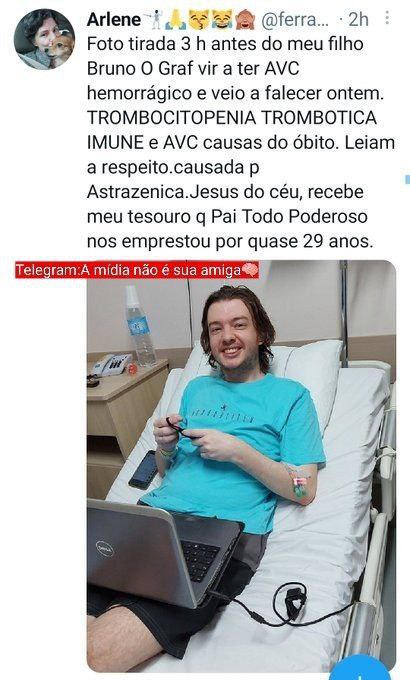 Arlene @ferra... · 2h
Foto tirada 3 h antes do meu filho
Bruno O Graf vir a ter AVC
hemorrágico e veio a falecer ontem.
TROMBOCITOPENIA TROMBOTICA
IMUNE e AVC causas do óbito. Leiam
a respeito.causada p
Astrazenica.Jesus do céu, recebe
meu tesouro q Pai Todo Poderoso
nos emprestou por quase 29 anos.
Telegram:A mídia não é sua amiga
DELL